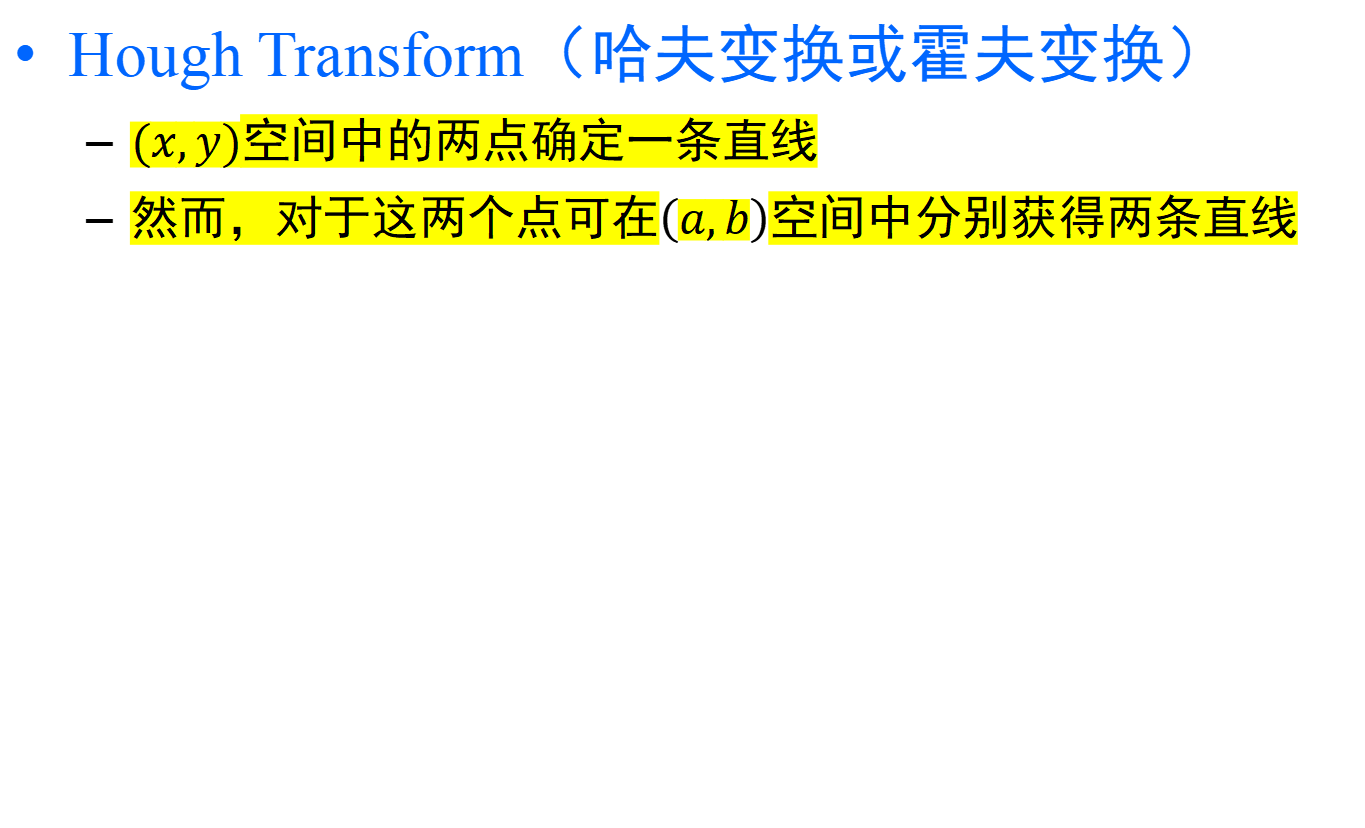 • Hough Transform（哈夫变换或霍夫变换）
– (x, y)空间中的两点确定一条直线
– 然而，对于这两个点可在(a, b)空间中分别获得两条直线